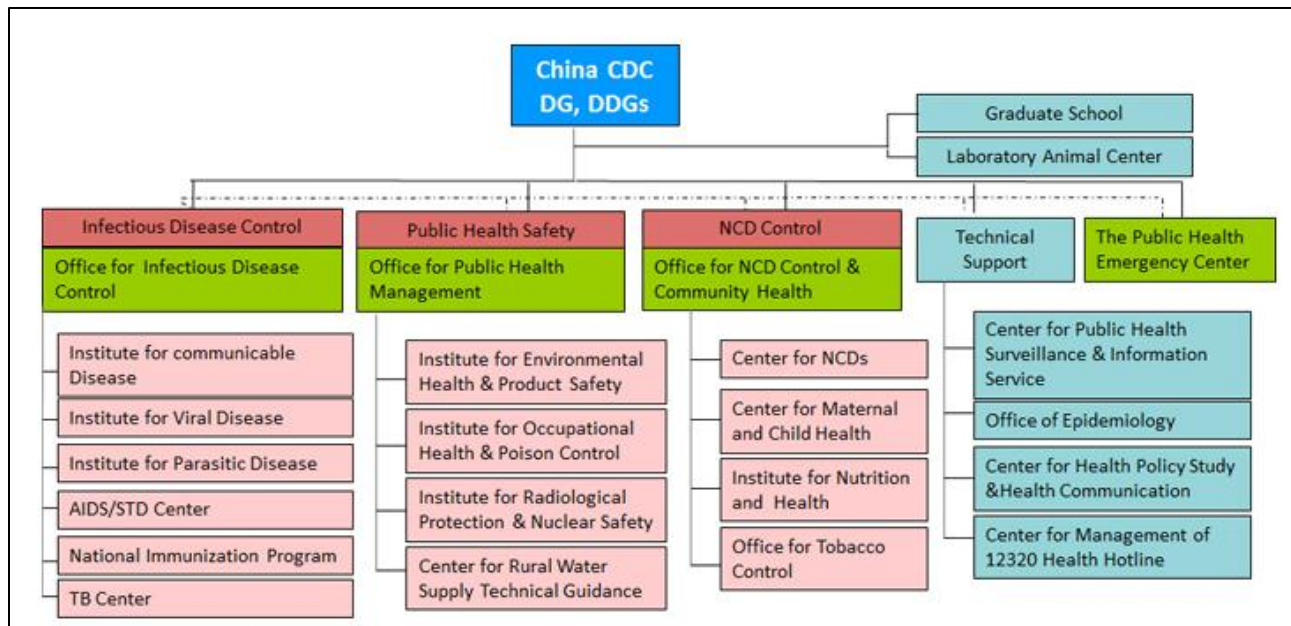 China CDC
DG, DDGs
Graduate School
Laboratory Animal Center
Infectious Disease Control
Office for Infectious Disease
Control
Institute for communicable
Disease
Institute for Viral Disease
Institute for Parasitic Disease
AIDS/STD Center
National Immunization Program
TB Center
Public Health Safety
Office for Public Health
Management
Institute for Environmental
Health & Product Safety
Institute for Occupational
Health & Poison Control
Institute for Radiological
Protection & Nuclear Safety
Center for Rural Water
Supply Technical Guidance
NCD Control
Office for NCD Control &
Community Health
Center for NCDs
Center for Maternal
and Child Health
Institute for Nutrition
and Health
Office for Tobacco
Control
Technical
Support
Center for Public Health
Surveillance & Information
Service
Office of Epidemiology
Center for Health Policy Study
&Health Communication
Center for Management of
12320 Health Hotline
The Public Health
Emergency Center